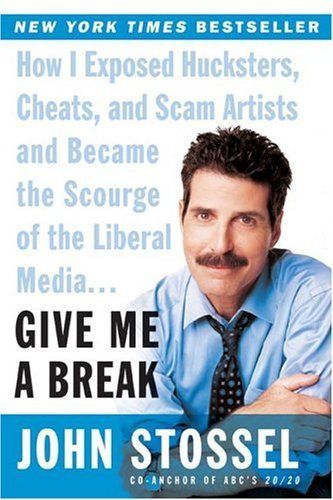 NEW YORK TIMES BESTSELLER
How I Exposed Hucksters,
Cheats, and Scam Artists
and Became
the Scourge
of the Liberal
Media...
GIVE ME
A BREAK
JOHN STOSSEL
CO-ANCHOR OF ABC'S 20/20